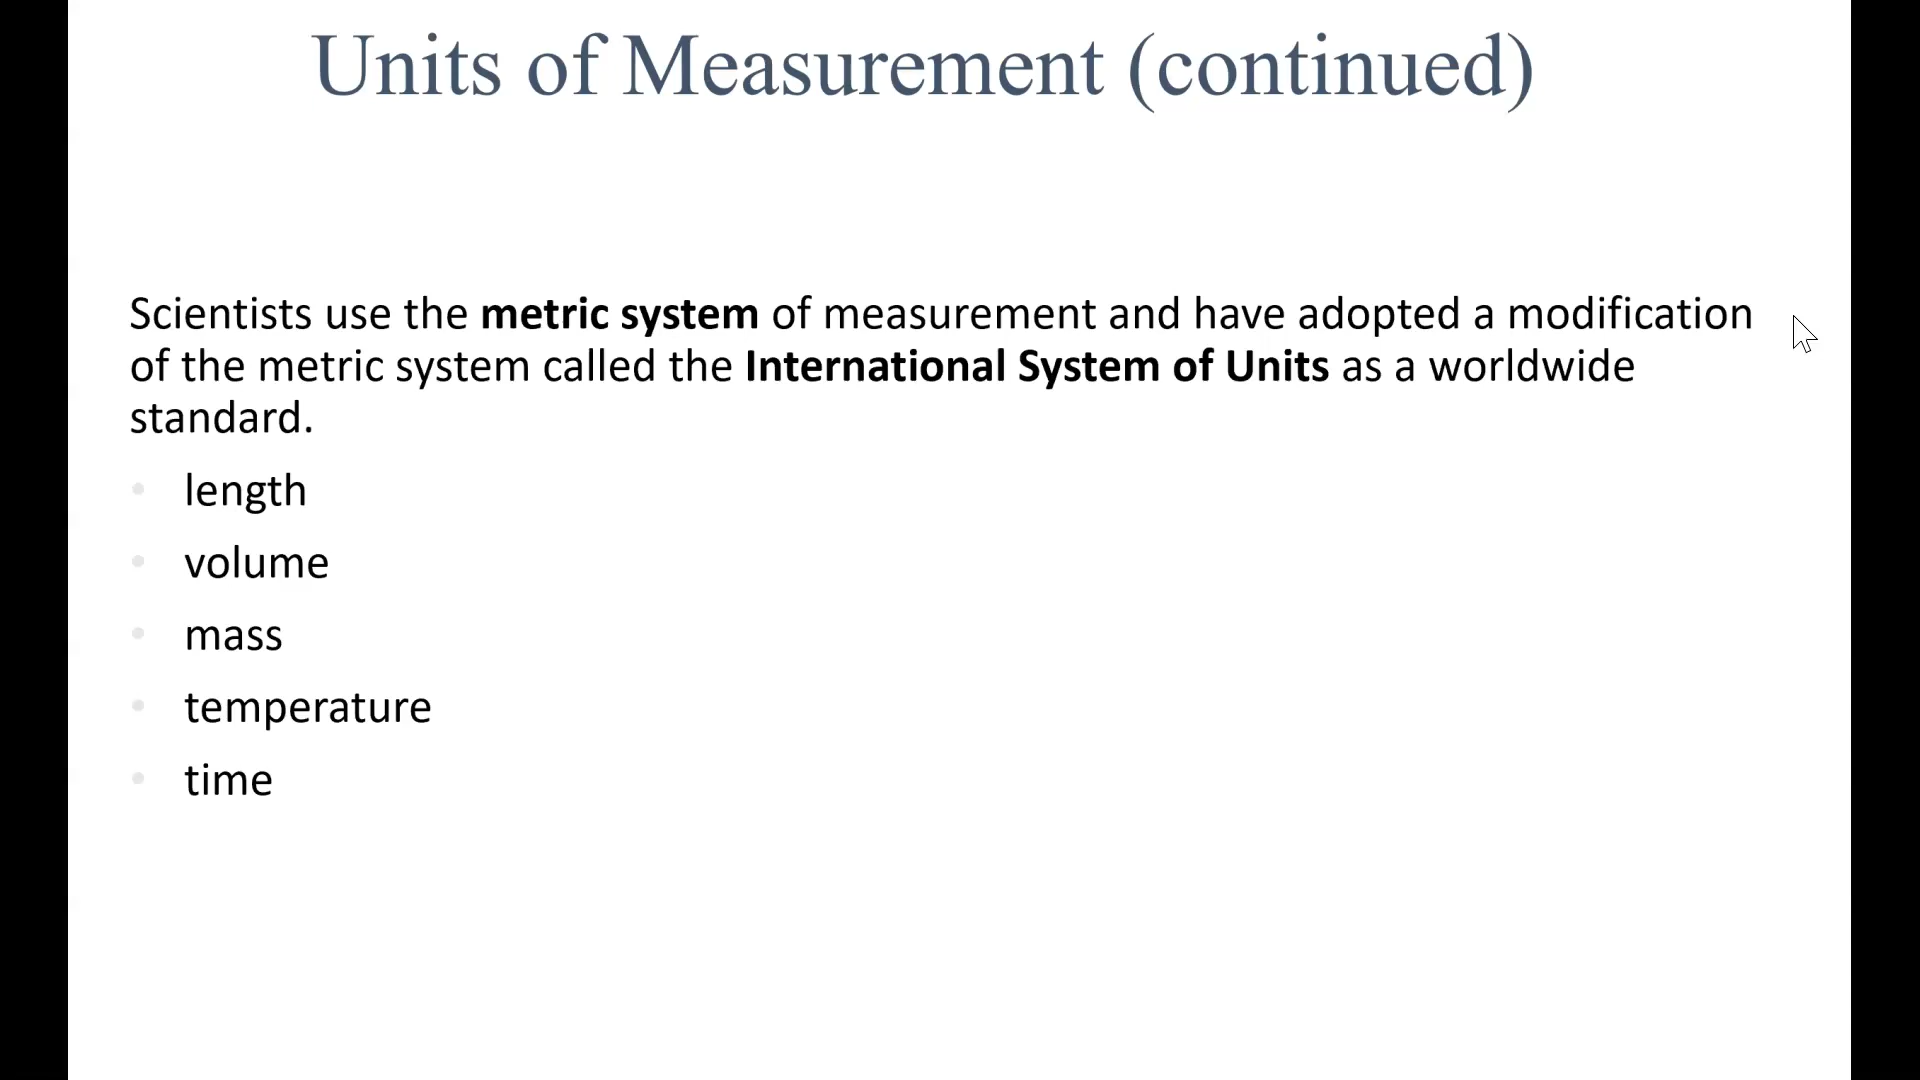 Units of Measurement (continued)
Scientists use the metric system of measurement and have adopted a modification
of the metric system called the International System of Units as a worldwide
standard.
• length
• volume
• mass
• temperature
• time